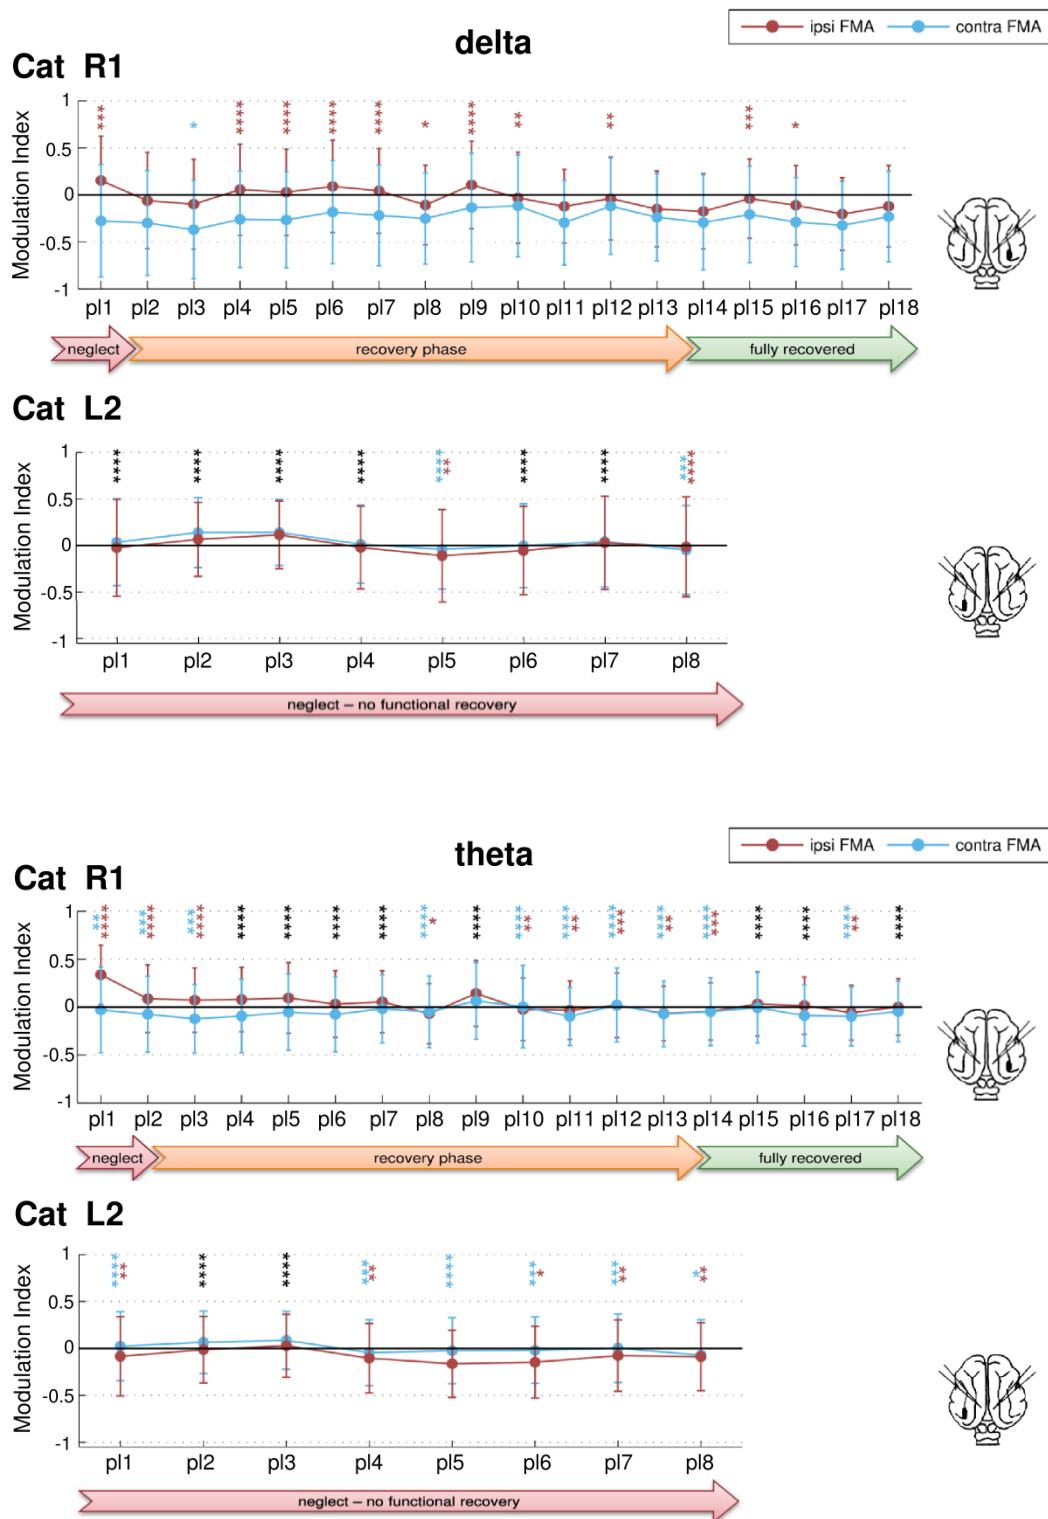 delta
ipsi FMA contra FMA
Cat R1
*** * **** **** **** **** * **** ** ** *** *
Modulation Index
1
0.5
0
-0.5
-1
pl1 pl2 pl3 pl4 pl5 pl6 pl7 pl8 pl9 pl10 pl11 pl12 pl13 pl14 pl15 pl16 pl17 pl18
neglect recovery phase fully recovered
Cat L2
**** **** **** **** **** ** **** **** *** ****
Modulation Index
1
0.5
0
-0.5
-1
pl1 pl2 pl3 pl4 pl5 pl6 pl7 pl8
neglect – no functional recovery
theta
ipsi FMA contra FMA
Cat R1
** **** *** **** *** **** **** **** **** **** **** * **** **** ** **** ** **** *** **** ** **** *** **** **** **** ** ****
Modulation Index
1
0.5
0
-0.5
-1
pl1 pl2 pl3 pl4 pl5 pl6 pl7 pl8 pl9 pl10 pl11 pl12 pl13 pl14 pl15 pl16 pl17 pl18
neglect recovery phase fully recovered
Cat L2
**** ** **** **** *** ** **** *** * *** ** * **
Modulation Index
1
0.5
0
-0.5
-1
pl1 pl2 pl3 pl4 pl5 pl6 pl7 pl8
neglect – no functional recovery